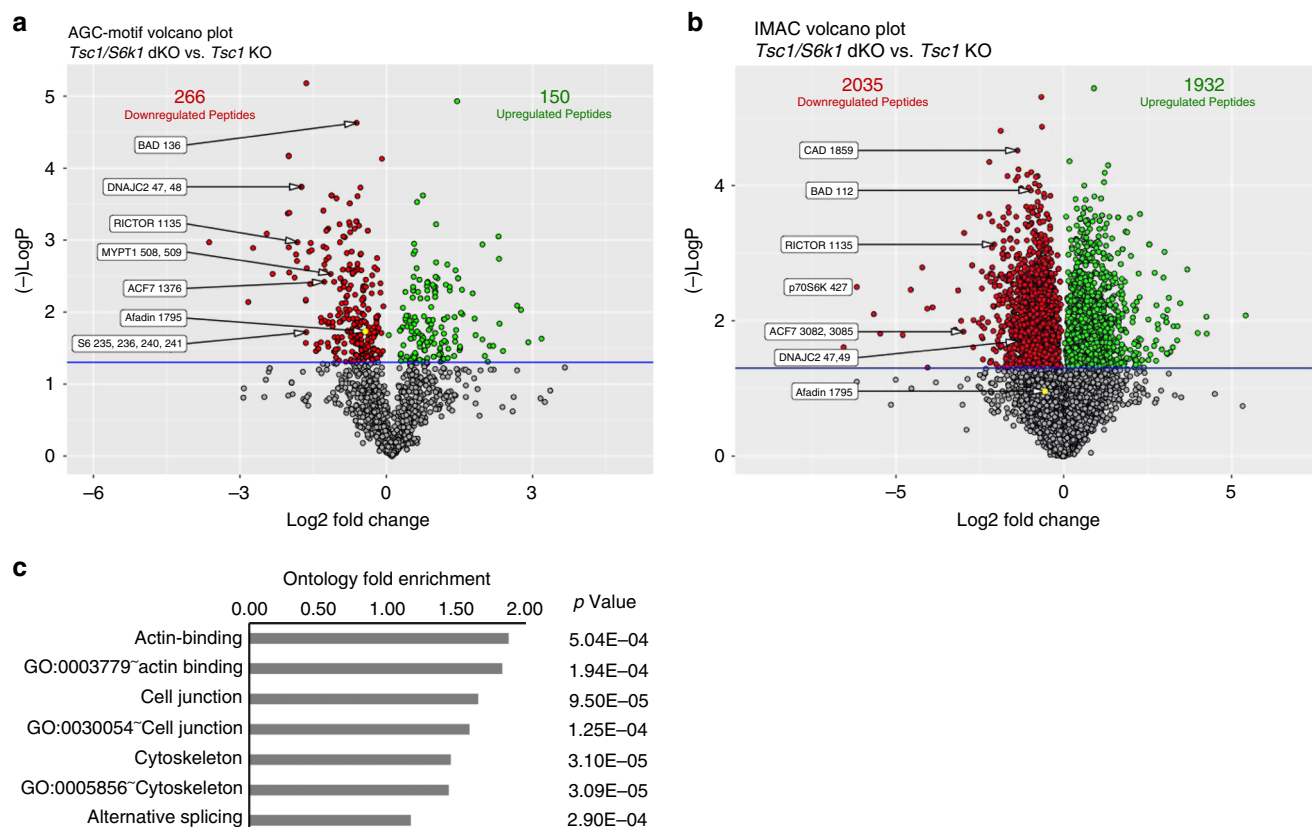 a
AGC-motif volcano plot
Tsc1/S6k1 dKO vs. Tsc1 KO
266
Downregulated Peptides
150
Upregulated Peptides
BAD 136
DNAJC2 47, 48
RICTOR 1135
MYPT1 508, 509
ACF7 1376
Afadin 1795
S6 235, 236, 240, 241
(−)LogP
5
4
3
2
1
0
−6
−3
0
3
Log2 fold change
b
IMAC volcano plot
Tsc1/S6k1 dKO vs. Tsc1 KO
2035
Downregulated Peptides
1932
Upregulated Peptides
CAD 1859
BAD 112
RICTOR 1135
p70S6K 427
ACF7 3082, 3085
DNAJC2 47,49
Afadin 1795
(−)LogP
4
2
0
−5
0
5
Log2 fold change
c
Ontology fold enrichment
p Value
0.00 0.50 1.00 1.50 2.00
Actin-binding 5.04E–04
GO:0003779~actin binding 1.94E–04
Cell junction 9.50E–05
GO:0030054~Cell junction 1.25E–04
Cytoskeleton 3.10E–05
GO:0005856~Cytoskeleton 3.09E–05
Alternative splicing 2.90E–04